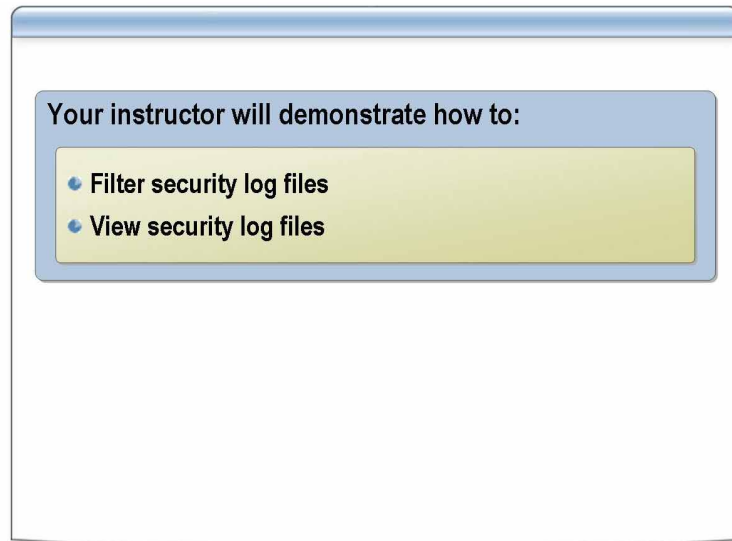 Your instructor will demonstrate how to:
Filter security log files
View security log files